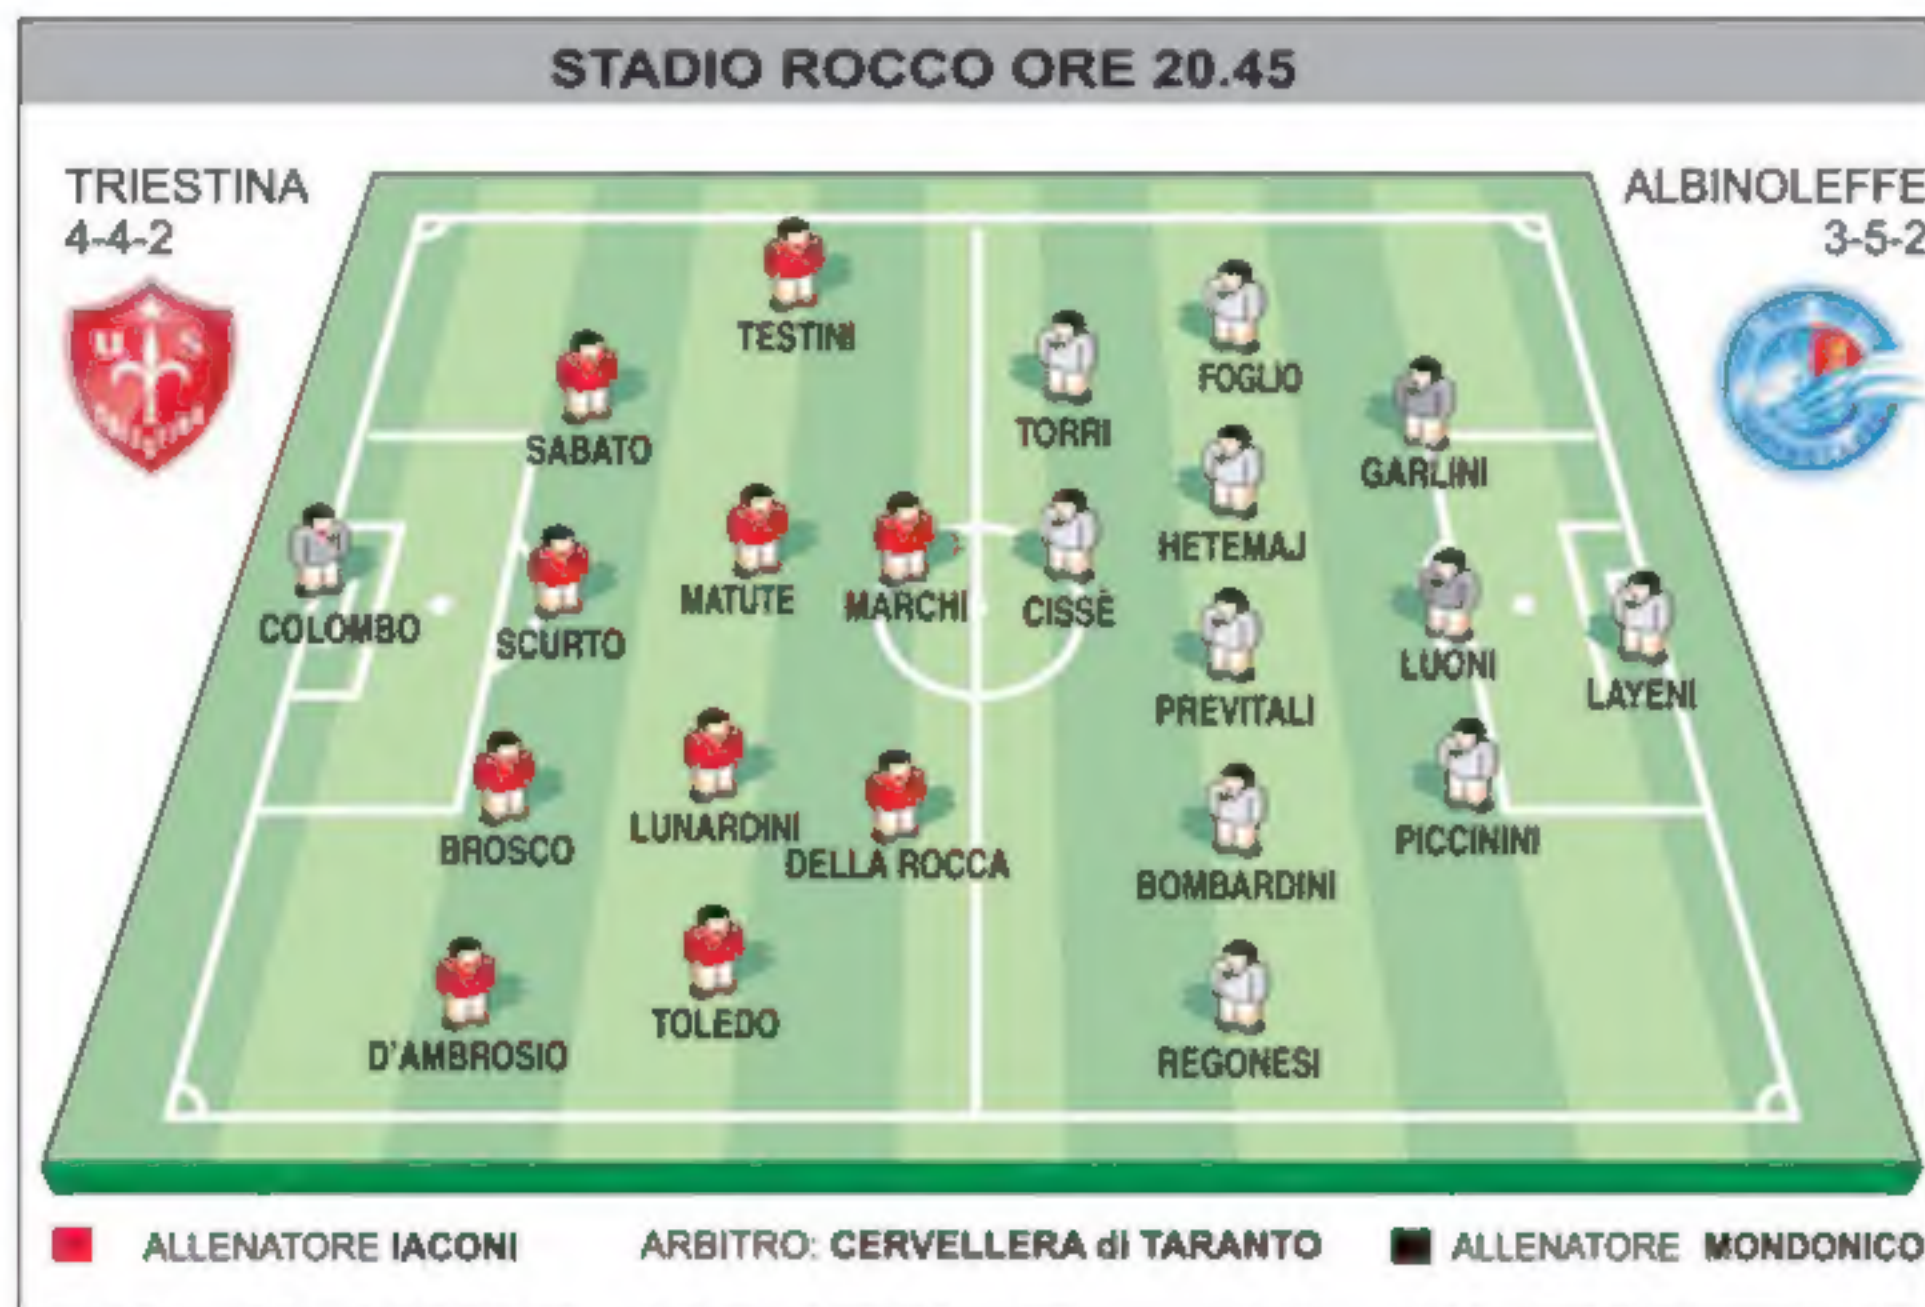 STADIO ROCCO ORE 20.45
TRIESTINA
4-4-2
ALBINOLEFFE
3-5-2
U S
TESTINI
FOGLIO
TORRI
SABATO
GARLINI
HETEMAJ
MATUTE
MARCHI
CISSÈ
COLOMBO
SCURTO
LUONI
LAYENI
PREVITALI
LUNARDINI
BROSCO
DELLA ROCCA
PICCININI
BOMBARDINI
TOLEDO
D'AMBROSIO
REGONESI
ALLENATORE IACONI ARBITRO: CERVELLERA di TARANTO ALLENATORE MONDONICO